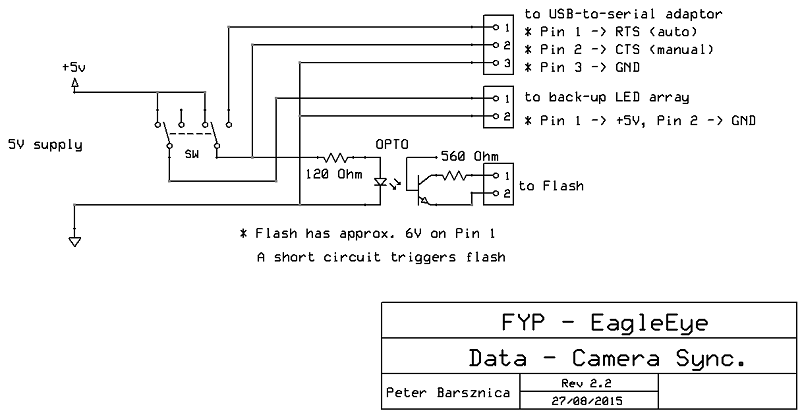 to USB-to-serial adaptor
1 * Pin 1 -> RTS (auto)
2 * Pin 2 -> CTS (manual)
3 * Pin 3 -> GND
+5v
to back-up LED array
1
2 * Pin 1 -> +5V, Pin 2 -> GND
5V supply
SW
OPTO
560 Ohm
120 Ohm
1
2
to Flash
* Flash has approx. 6V on Pin 1
A short circuit triggers flash
FYP - EagleEye
Data - Camera Sync.
Peter Barsznica
Rev 2.2
27/08/2015